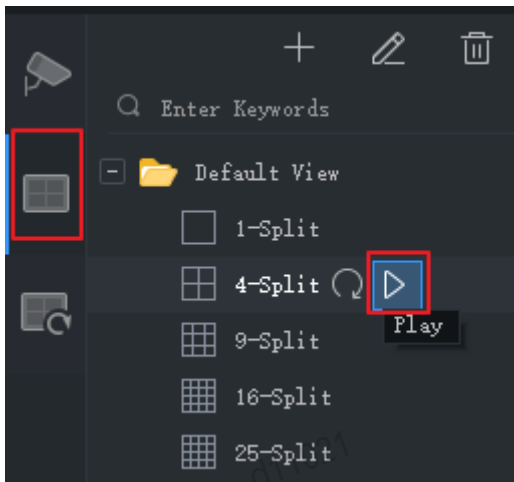 Enter Keywords
Default View
1-Split
4-Split
Play
9-Split
16-Split
25-Split